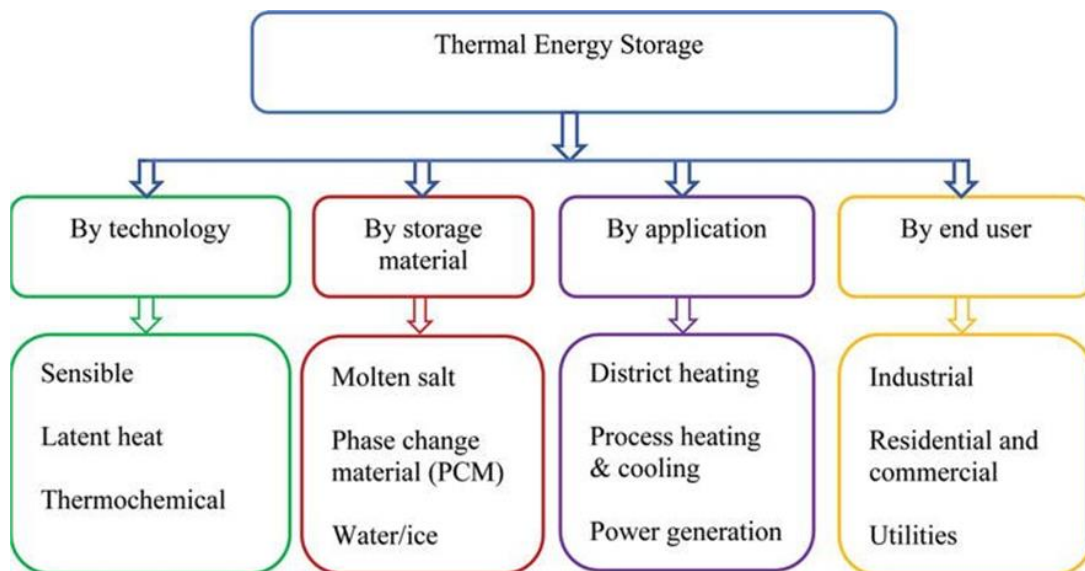 Thermal Energy Storage
By technology
By storage
material
By application
By end user
Sensible
Latent heat
Thermochemical
Molten salt
Phase change
material (PCM)
Water/ice
District heating
Process heating
& cooling
Power generation
Industrial
Residential and
commercial
Utilities